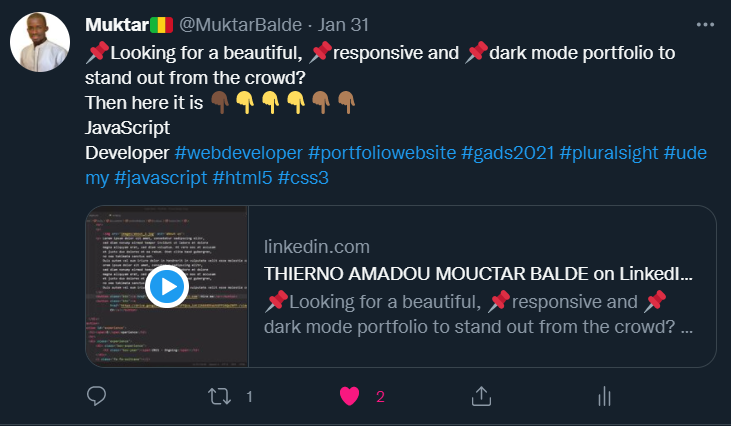 Muktar🇬🇳 @MuktarBalde · Jan 31
📌Looking for a beautiful, 📌responsive and 📌dark mode portfolio to
stand out from the crowd?
Then here it is 👇🏿👇👇👇👇🏾👇🏾
JavaScript
Developer #webdeveloper #portfoliowebsite #gads2021 #pluralsight #ude
my #javascript #html5 #css3
linkedin.com
THIERNO AMADOU MOUCTAR BALDE on LinkedI...
📌Looking for a beautiful, 📌responsive and 📌
dark mode portfolio to stand out from the crowd? ...
1
2